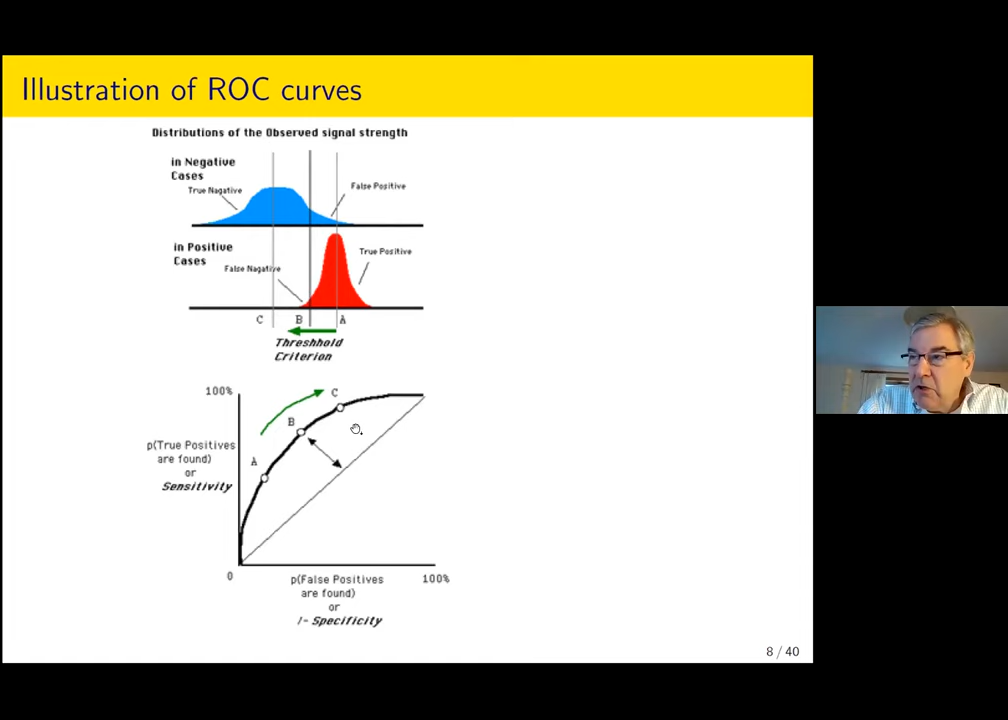 Illustration of ROC curves
Distributions of the Observed signal strength
in Negative
Cases
True Nagative
False Positive
in Positive
Cases
True Positive
False Negative
C B A
Threshhold
Criterion
100%
C
B
p(True Positives
are found)
or
Sensitivity
A
0
p(False Positives
are found)
or
1- Specificity
100%
8 / 40